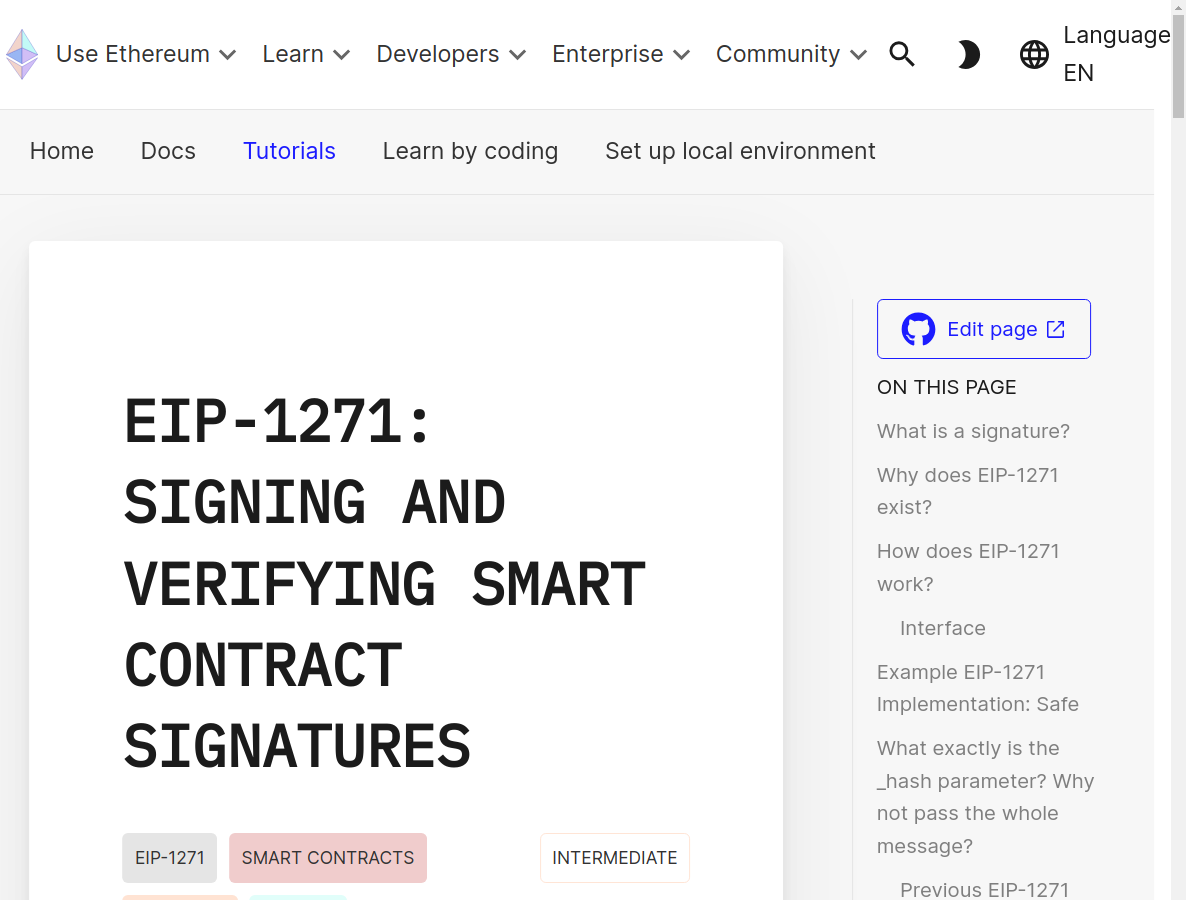 Use Ethereum Learn Developers Enterprise Community Language
EN
Home Docs Tutorials Learn by coding Set up local environment
EIP-1271:
SIGNING AND
VERIFYING SMART
CONTRACT
SIGNATURES
EIP-1271 SMART CONTRACTS INTERMEDIATE
Edit page
ON THIS PAGE
What is a signature?
Why does EIP-1271
exist?
How does EIP-1271
work?
Interface
Example EIP-1271
Implementation: Safe
What exactly is the
_hash parameter? Why
not pass the whole
message?
Previous EIP-1271